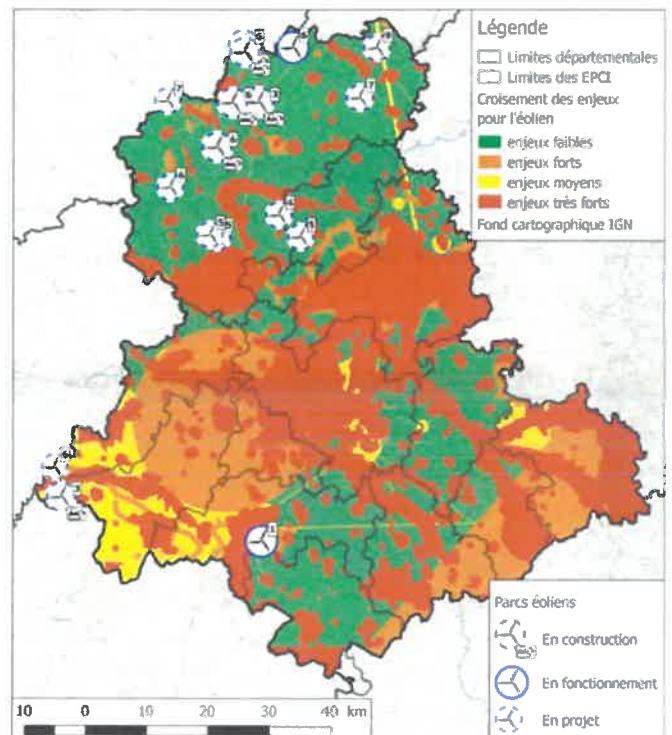 Légende
Limites départementales
Limites des EPCI
Croisement des enjeux
pour l'éolien
enjeux faibles
enjeux forts
enjeux moyens
enjeux très forts
Fond cartographique IGN
Parcs éoliens
En construction
En fonctionnement
En projet
10 0 10 20 30 40 km